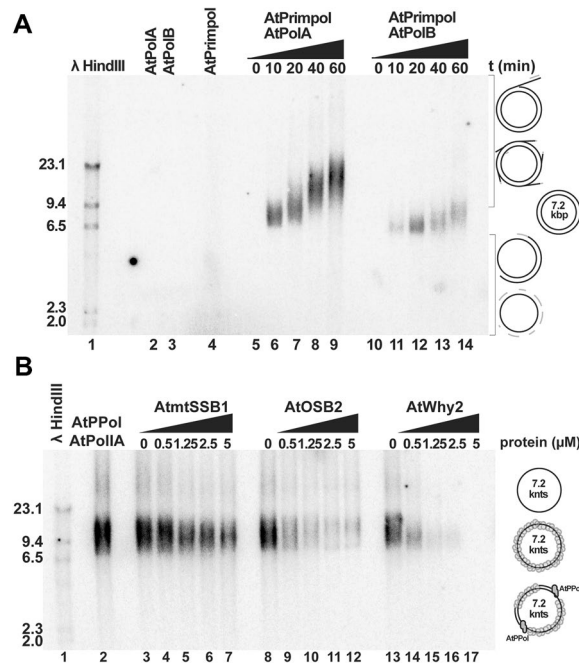 A
λ HindIII
AtPolA
AtPolB
AtPrimpol
AtPrimpol
AtPolA
AtPrimpol
AtPolB
0 10 20 40 60
0 10 20 40 60
t (min)
23.1
9.4
6.5
2.3
2.0
7.2
kbp
1 2 3 4 5 6 7 8 9 10 11 12 13 14
B
λ HindIII
AtPPol
AtPollIA
AtmtSSB1
AtOSB2
AtWhy2
0 0.5 1.25 2.5 5
0 0.5 1.25 2.5 5
0 0.5 1.25 2.5 5
protein (μM)
23.1
9.4
6.5
2.3
2.0
7.2
knts
7.2
knts
AtPPol
7.2
knts
AtPPol
1 2 3 4 5 6 7 8 9 10 11 12 13 14 15 16 17